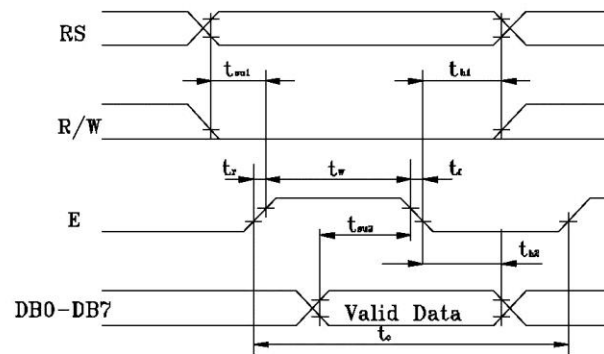 RS
tsu1
th1
R/W
tr
tw
tf
E
tsu2
th2
DB0-DB7
Valid Data
tc